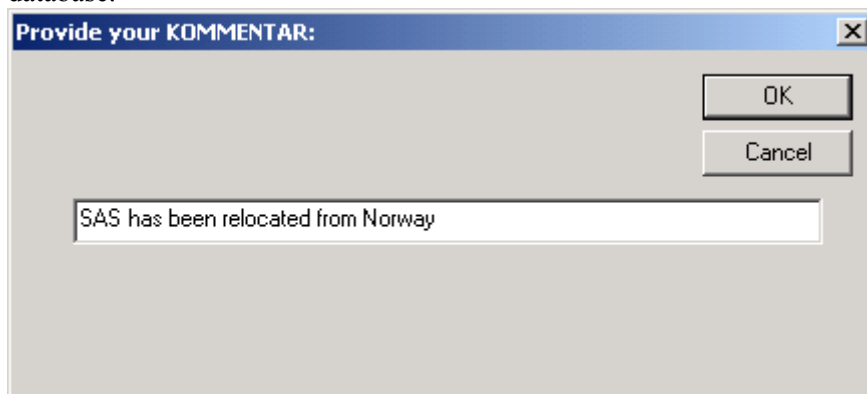 database.
Provide your KOMMENTAR:
OK
Cancel
SAS has been relocated from Norway